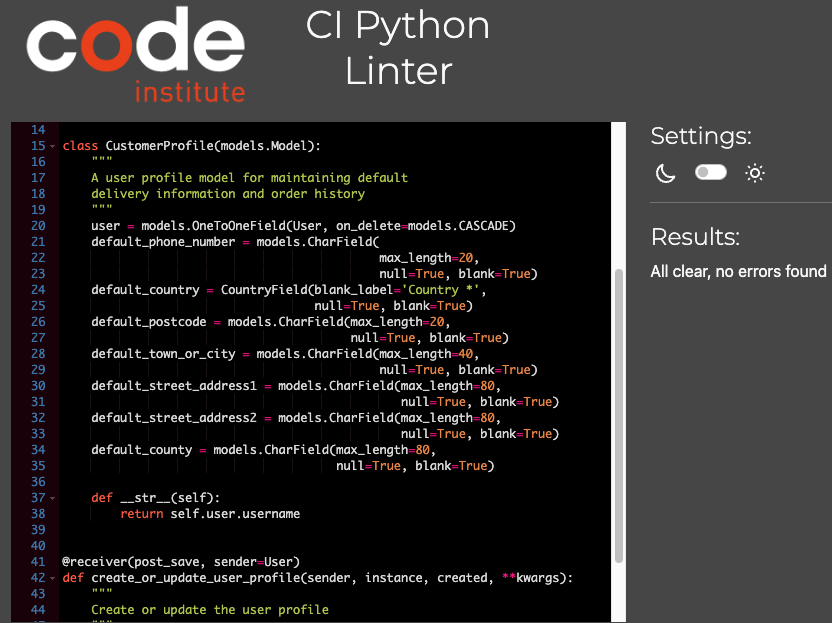 code
institute
CI Python
Linter
14
15 class CustomerProfile(models.Model):
16     """
17     A user profile model for maintaining default
18     delivery information and order history
19     """
20     user = models.OneToOneField(User, on_delete=models.CASCADE)
21     default_phone_number = models.CharField(
22                                             max_length=20,
23                                             null=True, blank=True)
24     default_country = CountryField(blank_label='Country *',
25                                    null=True, blank=True)
26     default_postcode = models.CharField(max_length=20,
27                                         null=True, blank=True)
28     default_town_or_city = models.CharField(max_length=40,
29                                             null=True, blank=True)
30     default_street_address1 = models.CharField(max_length=80,
31                                                null=True, blank=True)
32     default_street_address2 = models.CharField(max_length=80,
33                                                null=True, blank=True)
34     default_county = models.CharField(max_length=80,
35                                       null=True, blank=True)
36
37     def __str__(self):
38         return self.user.username
39
40
41 @receiver(post_save, sender=User)
42 def create_or_update_user_profile(sender, instance, created, **kwargs):
43     """
44     Create or update the user profile
"""
Settings:
Results:
All clear, no errors found